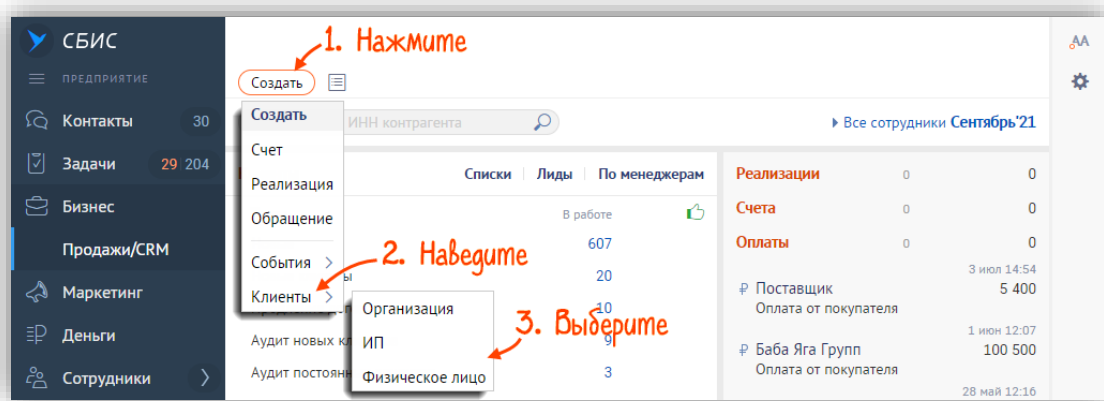 СБИС
1. Нажмите
АА
ПРЕДПРИЯТИЕ
Создать
Контакты 30
Создать
ИНН контрагента
Все сотрудники Сентябрь'21
Счет
Задачи 29 204
Реализация
Списки Лиды По менеджерам
Реализации 0 0
Бизнес
Обращение
В работе
Счета 0 0
Продажи/CRM
События
2. Наведите
607
Оплаты 0 0
20
3 июл 14:54
Маркетинг
Клиенты
₽ Поставщик 5 400
Оплата от покупателя
Организация
10
3. Выберите
1 июн 12:07
Деньги
Аудит новых
ИП
9
₽ Баба Яга Групп 100 500
Оплата от покупателя
Сотрудники
Физическое лицо
3
28 май 12:16